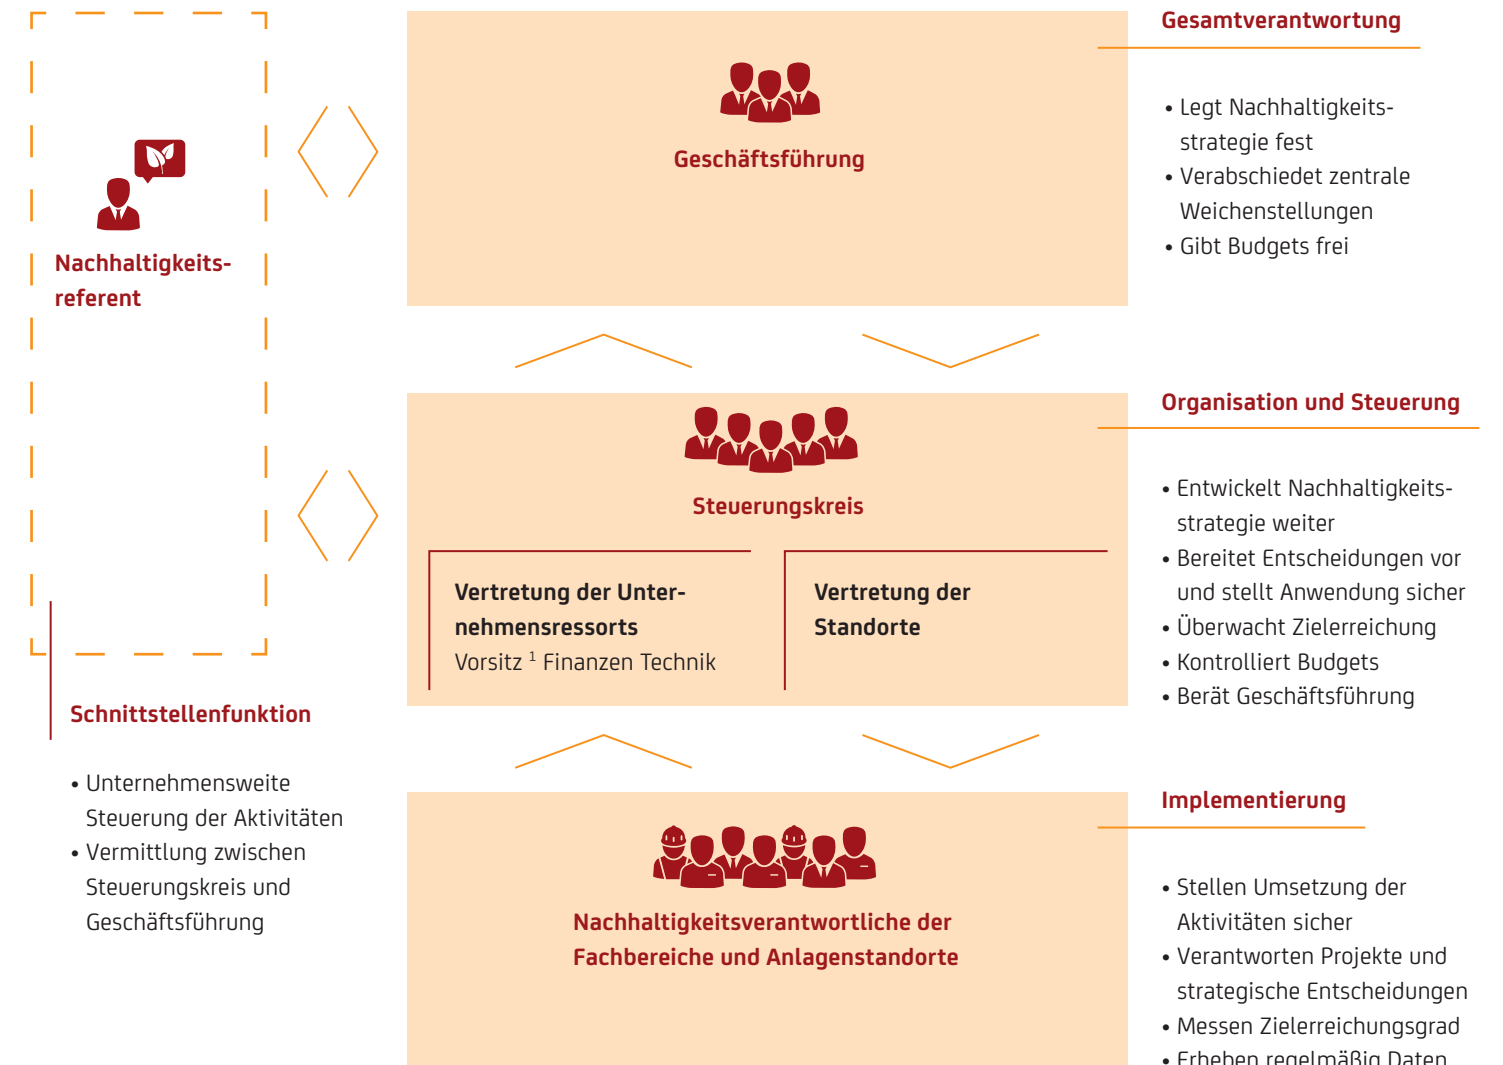 Nachhaltigkeits-
referent
Schnittstellenfunktion
• Unternehmensweite
Steuerung der Aktivitäten
• Vermittlung zwischen
Steuerungskreis und
Geschäftsführung
Geschäftsführung
Gesamtverantwortung
• Legt Nachhaltigkeits-
strategie fest
• Verabschiedet zentrale
Weichenstellungen
• Gibt Budgets frei
Steuerungskreis
Vertretung der Unter-
nehmensressorts
Vorsitz ¹ Finanzen Technik
Vertretung der
Standorte
Organisation und Steuerung
• Entwickelt Nachhaltigkeits-
strategie weiter
• Bereitet Entscheidungen vor
und stellt Anwendung sicher
• Überwacht Zielerreichung
• Kontrolliert Budgets
• Berät Geschäftsführung
Nachhaltigkeitsverantwortliche der
Fachbereiche und Anlagenstandorte
Implementierung
• Stellen Umsetzung der
Aktivitäten sicher
• Verantworten Projekte und
strategische Entscheidungen
• Messen Zielerreichungsgrad
• Erheben regelmäßig Daten